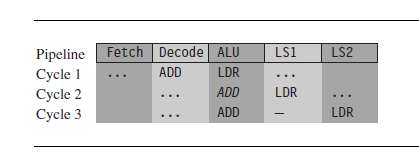 Pipeline Fetch Decode ALU LS1 LS2
Cycle 1 ... ADD LDR ...
Cycle 2 ... ADD LDR ...
Cycle 3 ... ADD — LDR